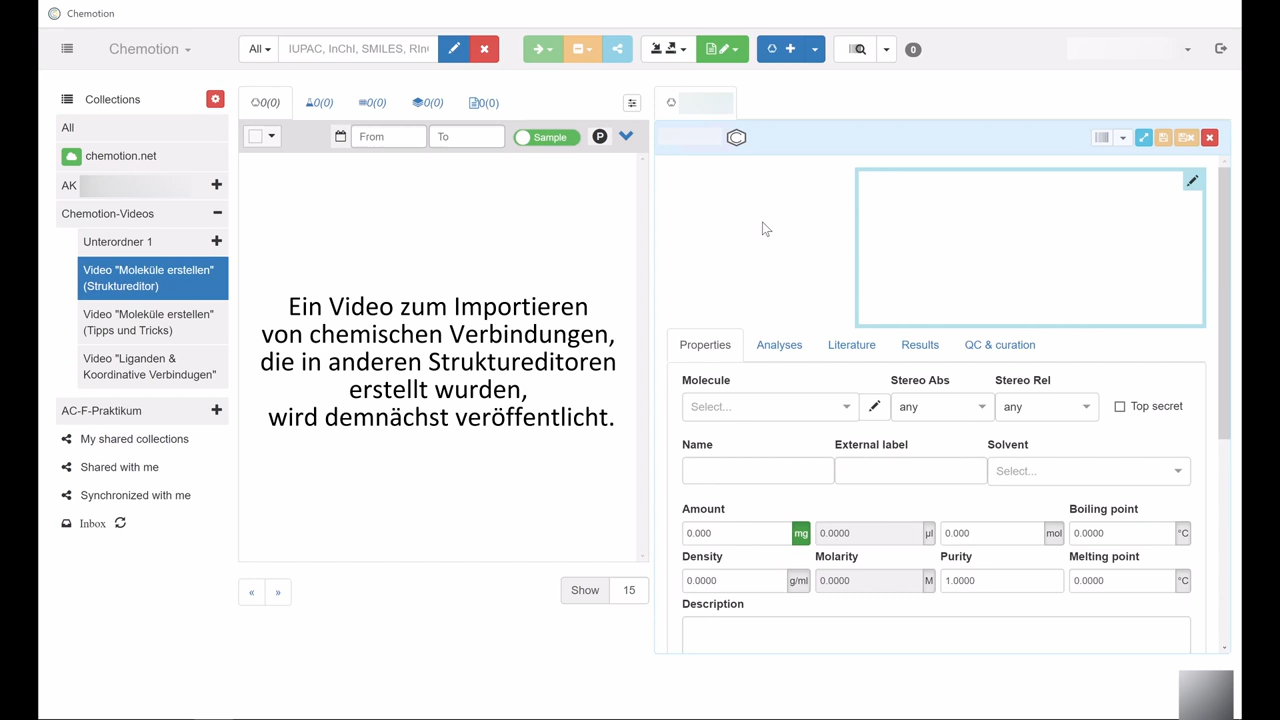 Chemotion
Chemotion
All
IUPAC, InChI, SMILES, RIn
0
Collections
All
chemotion.net
AK
Chemotion-Videos
Unterordner 1
Video "Moleküle erstellen"
(Struktureditor)
Video "Moleküle erstellen"
(Tipps und Tricks)
Video "Liganden &
Koordinative Verbindugen"
AC-F-Praktikum
My shared collections
Shared with me
Synchronized with me
Inbox
0(0)
0(0)
0(0)
0(0)
0(0)
From
To
Sample
P
Ein Video zum Importieren
von chemischen Verbindungen,
die in anderen Struktureditoren
erstellt wurden,
wird demnächst veröffentlicht.
«
»
Show
15
Properties
Analyses
Literature
Results
QC & curation
Molecule
Stereo Abs
Stereo Rel
Select...
any
any
Top secret
Name
External label
Solvent
Select...
Amount
Boiling point
0.000
mg
0.0000
µl
0.000
mol
0.0000
°C
Density
Molarity
Purity
Melting point
0.0000
g/ml
0.0000
M
1.0000
0.0000
°C
Description